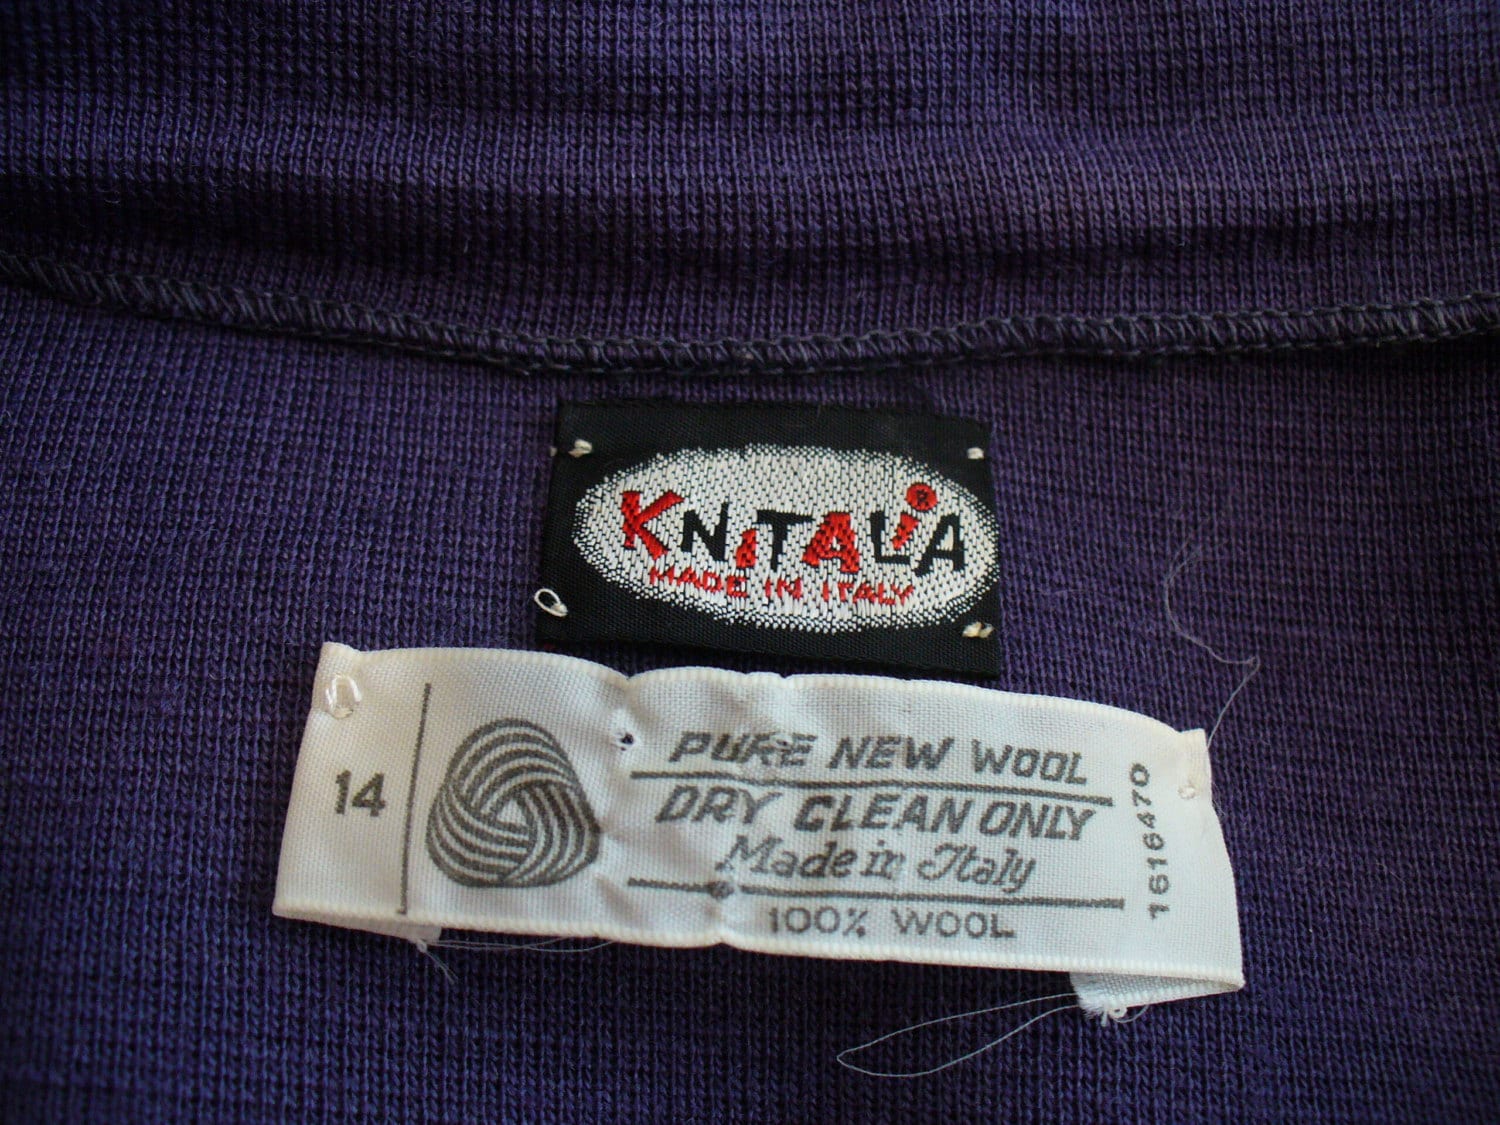 KNiTALiA ®
MADE IN ITALY
14
PURE NEW WOOL
DRY CLEAN ONLY
Made in Italy
100% WOOL
1616470